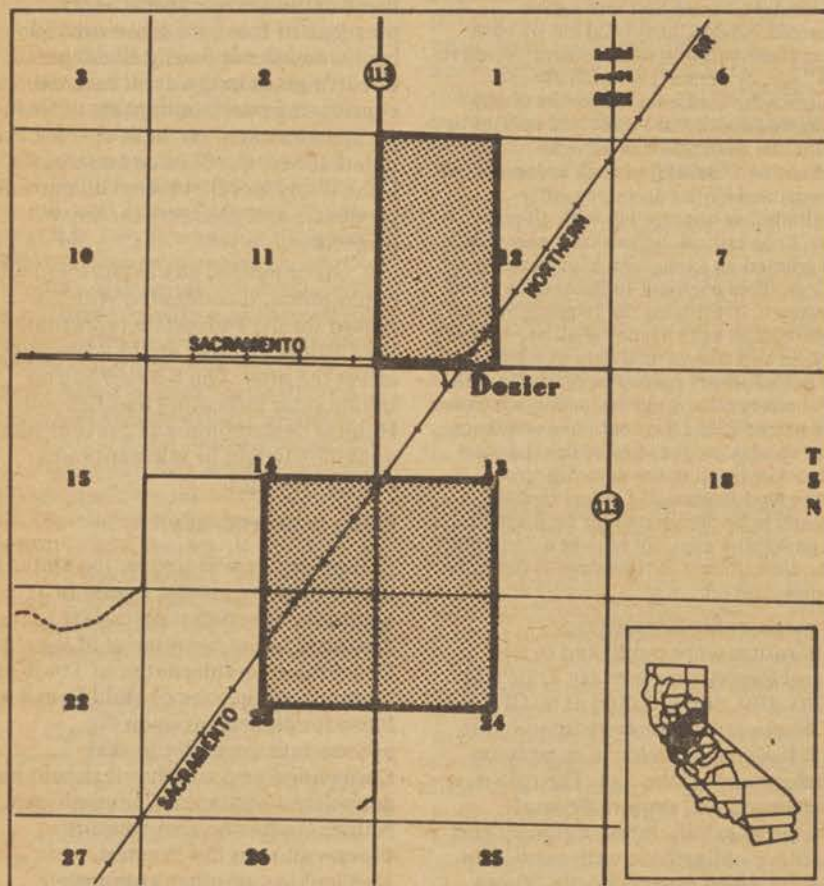 3 2 113 1 6
RR
10 11 12 7
NORTHERN
SACRAMENTO
Dozier
15 14 13 18
T
5
N
113
22 23 24
SACRAMENTO
27 26 25